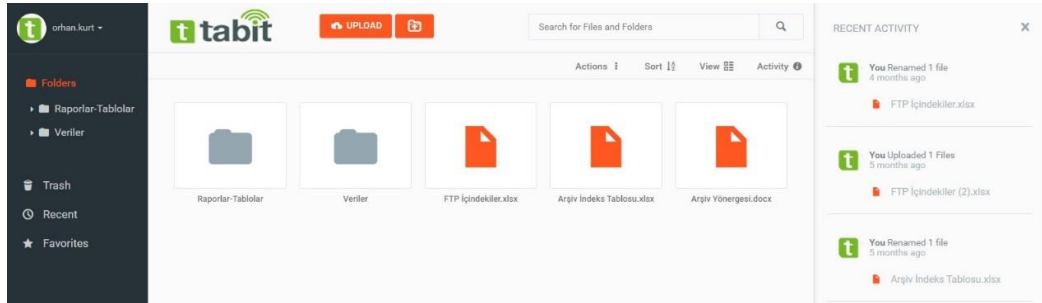 orhan.kurt
Folders
Raporlar-Tablolar
Veriler
Trash
Recent
Favorites
t tabit
UPLOAD
Search for Files and Folders
Actions
Sort
View
Activity
Raporlar-Tablolar
Veriler
FTP İçindekiler.xlsx
Arşiv İndeks Tablosu.xlsx
Arşiv Yönergesi.docx
RECENT ACTIVITY X
You Renamed 1 file
4 months ago
FTP İçindekiler.xlsx
You Uploaded 1 Files
5 months ago
FTP İçindekiler (2).xlsx
You Renamed 1 file
5 months ago
Arşiv İndeks Tablosu.xlsx